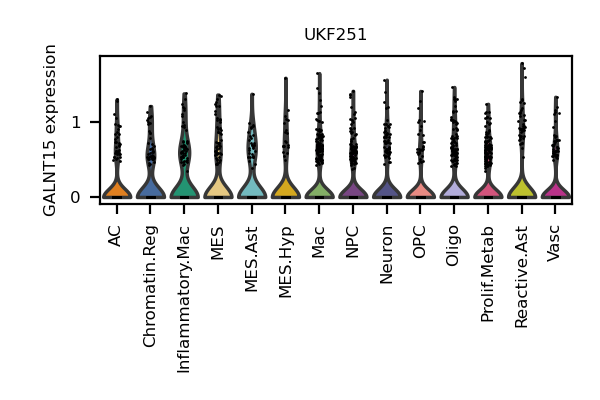 UKF251
GALNT15 expression
1
0
AC
Chromatin.Reg
Inflammatory.Mac
MES
MES.Ast
MES.Hyp
Mac
NPC
Neuron
OPC
Oligo
Prolif.Metab
Reactive.Ast
Vasc